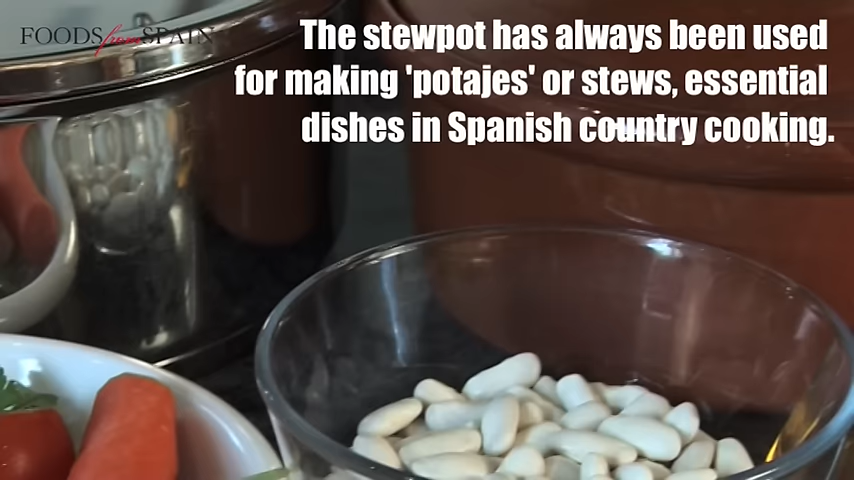 FOODS from SPAIN
The stewpot has always been used
for making 'potajes' or stews, essential
dishes in Spanish country cooking.